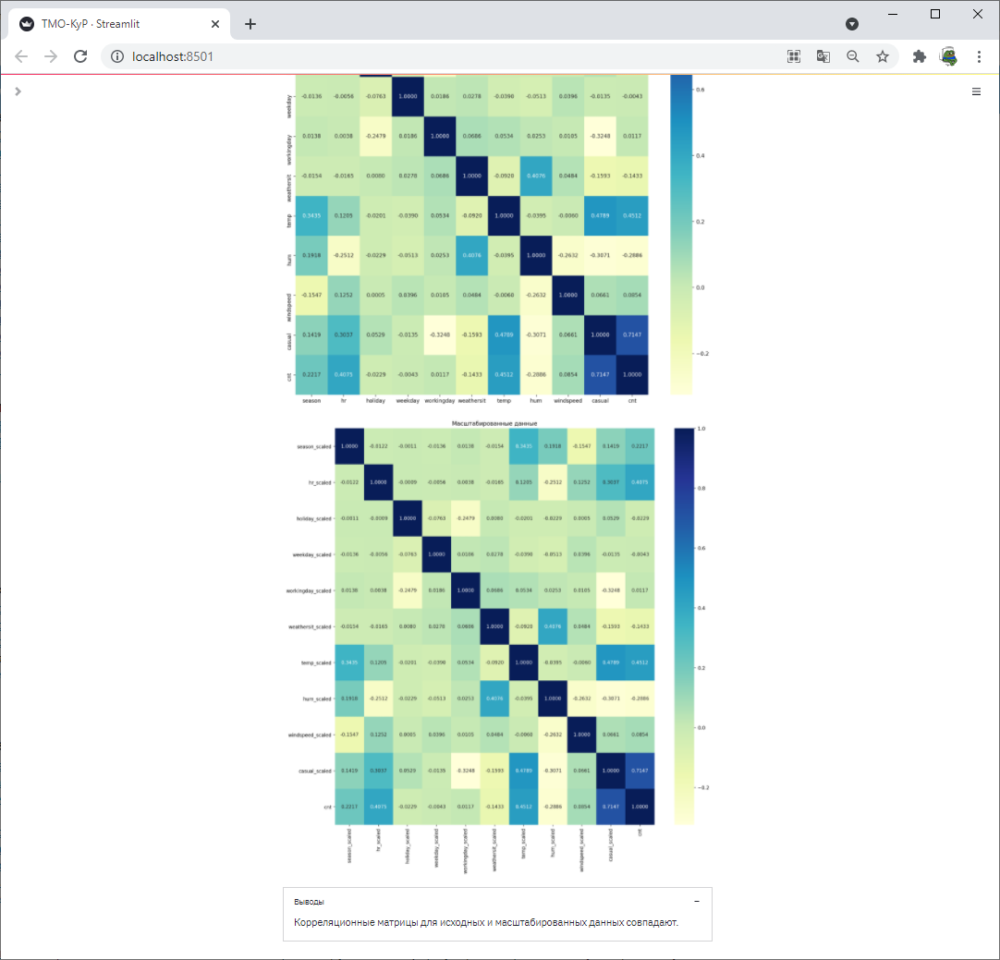 TMO-KyP · Streamlit
localhost:8501
0.6
weekday -0.0136 -0.0056 -0.0763 1.0000 0.0186 0.0278 -0.0390 -0.0513 0.0396 -0.0135 -0.0043
workingday 0.0138 0.0038 -0.2479 0.0186 1.0000 0.0686 0.0534 0.0253 0.0105 -0.3248 0.0117
0.4
weathersit -0.0154 -0.0165 0.0080 0.0278 0.0686 1.0000 -0.0920 0.4076 0.0484 -0.1593 -0.1433
temp 0.3435 0.1205 -0.0201 -0.0390 0.0534 -0.0920 1.0000 -0.0395 -0.0060 0.4789 0.4512
0.2
hum 0.1918 -0.2512 -0.0229 -0.0513 0.0253 0.4076 -0.0395 1.0000 -0.2632 -0.3071 -0.2886
windspeed -0.1547 0.1252 0.0005 0.0396 0.0105 0.0484 -0.0060 -0.2632 1.0000 0.0661 0.0854
0.0
casual 0.1419 0.3037 0.0529 -0.0135 -0.3248 -0.1593 0.4789 -0.3071 0.0661 1.0000 0.7147
−0.2
cnt 0.2217 0.4075 -0.0229 -0.0043 0.0117 -0.1433 0.4512 -0.2886 0.0854 0.7147 1.0000
season hr holiday weekday workingday weathersit temp hum windspeed casual cnt
Масштабированные данные
1.0
season_scaled 1.0000 -0.0122 -0.0011 -0.0136 0.0138 -0.0154 0.3435 0.1918 -0.1547 0.1419 0.2217
hr_scaled -0.0122 1.0000 -0.0009 -0.0056 0.0038 -0.0165 0.1205 -0.2512 0.1252 0.3037 0.4075
0.8
holiday_scaled -0.0011 -0.0009 1.0000 -0.0763 -0.2479 0.0080 -0.0201 -0.0229 0.0005 0.0529 -0.0229
weekday_scaled -0.0136 -0.0056 -0.0763 1.0000 0.0186 0.0278 -0.0390 -0.0513 0.0396 -0.0135 -0.0043
0.6
workingday_scaled 0.0138 0.0038 -0.2479 0.0186 1.0000 0.0686 0.0534 0.0253 0.0105 -0.3248 0.0117
0.4
weathersit_scaled -0.0154 -0.0165 0.0080 0.0278 0.0686 1.0000 -0.0920 0.4076 0.0484 -0.1593 -0.1433
temp_scaled 0.3435 0.1205 -0.0201 -0.0390 0.0534 -0.0920 1.0000 -0.0395 -0.0060 0.4789 0.4512
0.2
hum_scaled 0.1918 -0.2512 -0.0229 -0.0513 0.0253 0.4076 -0.0395 1.0000 -0.2632 -0.3071 -0.2886
0.0
windspeed_scaled -0.1547 0.1252 0.0005 0.0396 0.0105 0.0484 -0.0060 -0.2632 1.0000 0.0661 0.0854
casual_scaled 0.1419 0.3037 0.0529 -0.0135 -0.3248 -0.1593 0.4789 -0.3071 0.0661 1.0000 0.7147
−0.2
cnt 0.2217 0.4075 -0.0229 -0.0043 0.0117 -0.1433 0.4512 -0.2886 0.0854 0.7147 1.0000
season_scaled hr_scaled holiday_scaled weekday_scaled workingday_scaled weathersit_scaled temp_scaled hum_scaled windspeed_scaled casual_scaled cnt
Выводы
Корреляционные матрицы для исходных и масштабированных данных совпадают.